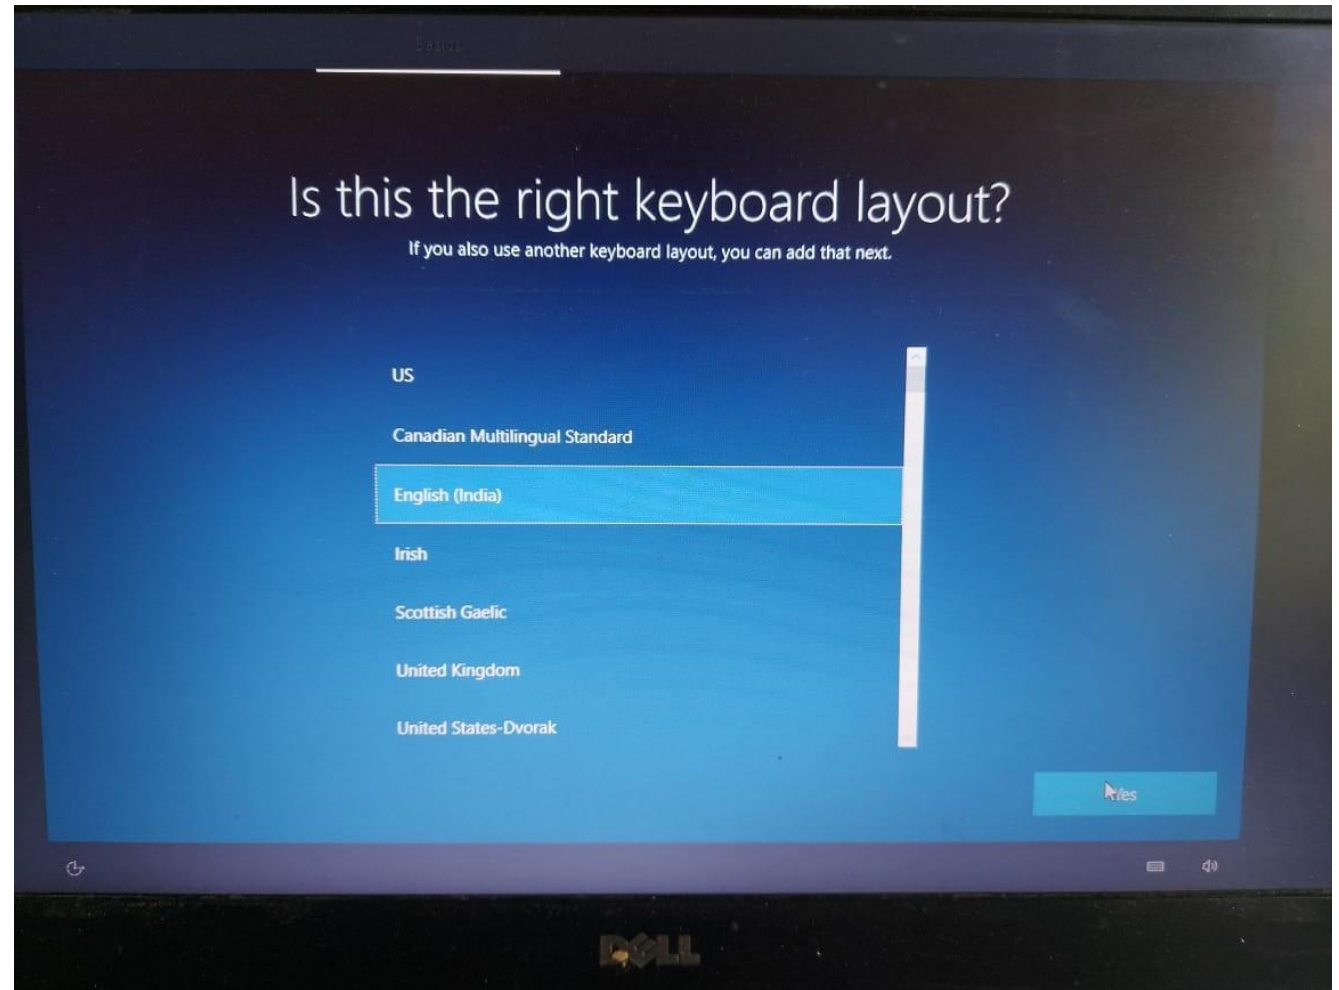 Basics
Is this the right keyboard layout?
If you also use another keyboard layout, you can add that next.
US
Canadian Multilingual Standard
English (India)
Irish
Scottish Gaelic
United Kingdom
United States-Dvorak
Yes
DELL